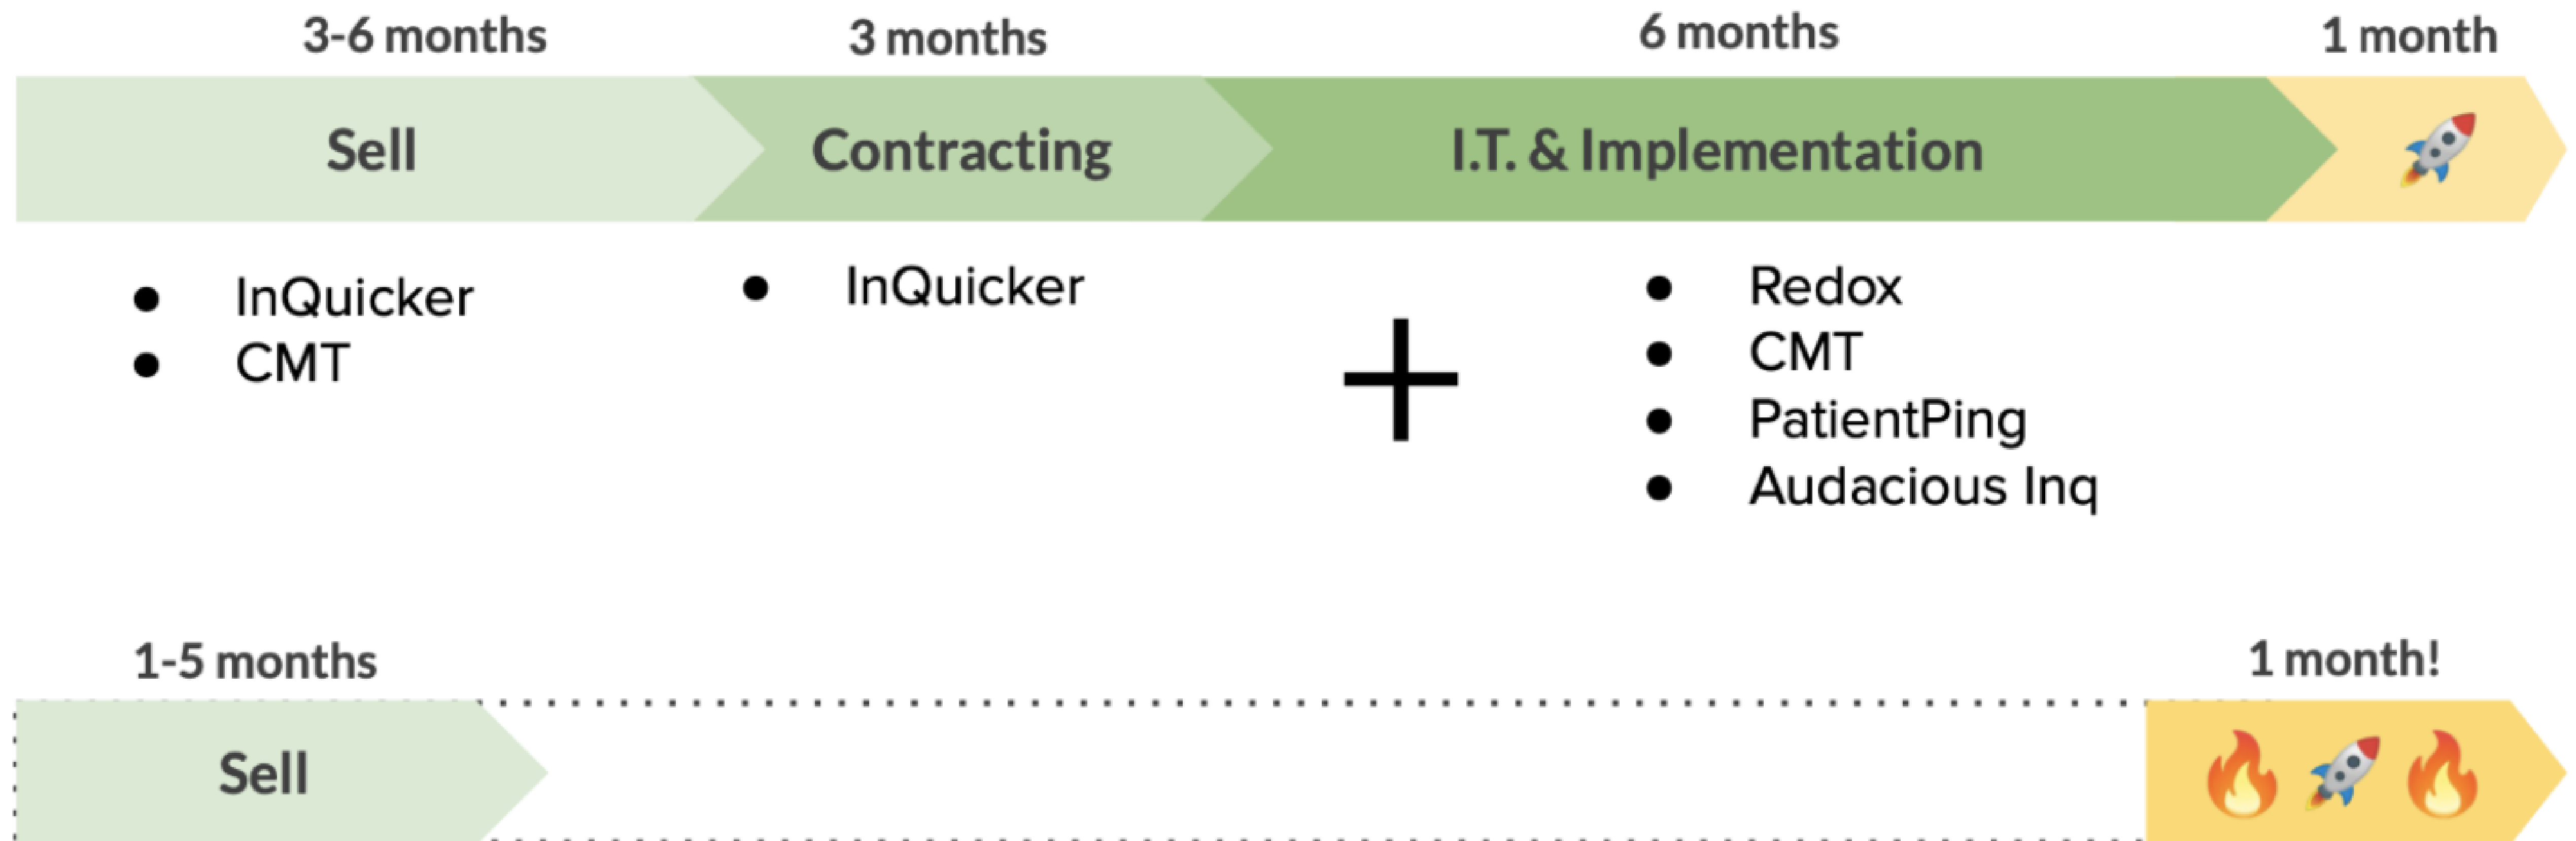 3-6 months
3 months
6 months
1 month
Sell
Contracting
I.T. & Implementation
● InQuicker
● CMT
● InQuicker
+
● Redox
● CMT
● PatientPing
● Audacious Inq
1-5 months
1 month!
Sell